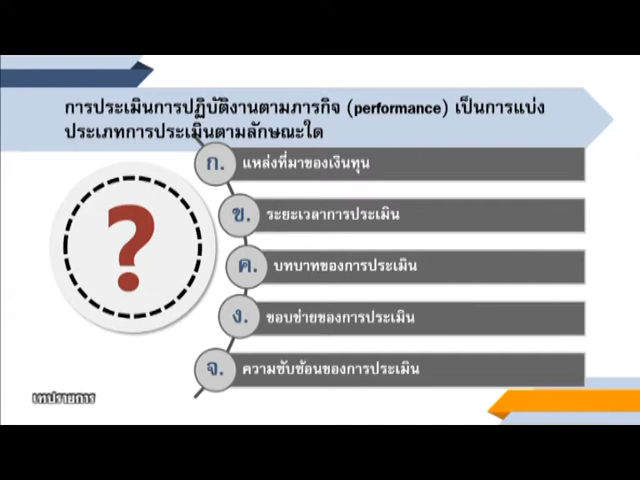 การประเมินการปฏิบัติงานตามภารกิจ (performance) เป็นการแบ่ง
ประเภทการประเมินตามลักษณะใด
ก. แหล่งที่มาของเงินทุน
ข. ระยะเวลาการประเมิน
?
ค. บทบาทของการประเมิน
ง. ขอบข่ายของการประเมิน
จ. ความซับซ้อนของการประเมิน
เทปรายการ